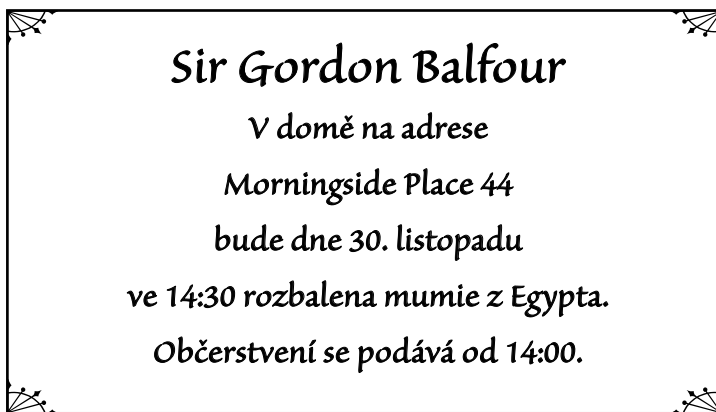 Sir Gordon Balfour
V domě na adrese
Morningside Place 44
bude dne 30. listopadu
ve 14:30 rozbalena mumie z Egypta.
Občerstvení se podává od 14:00.